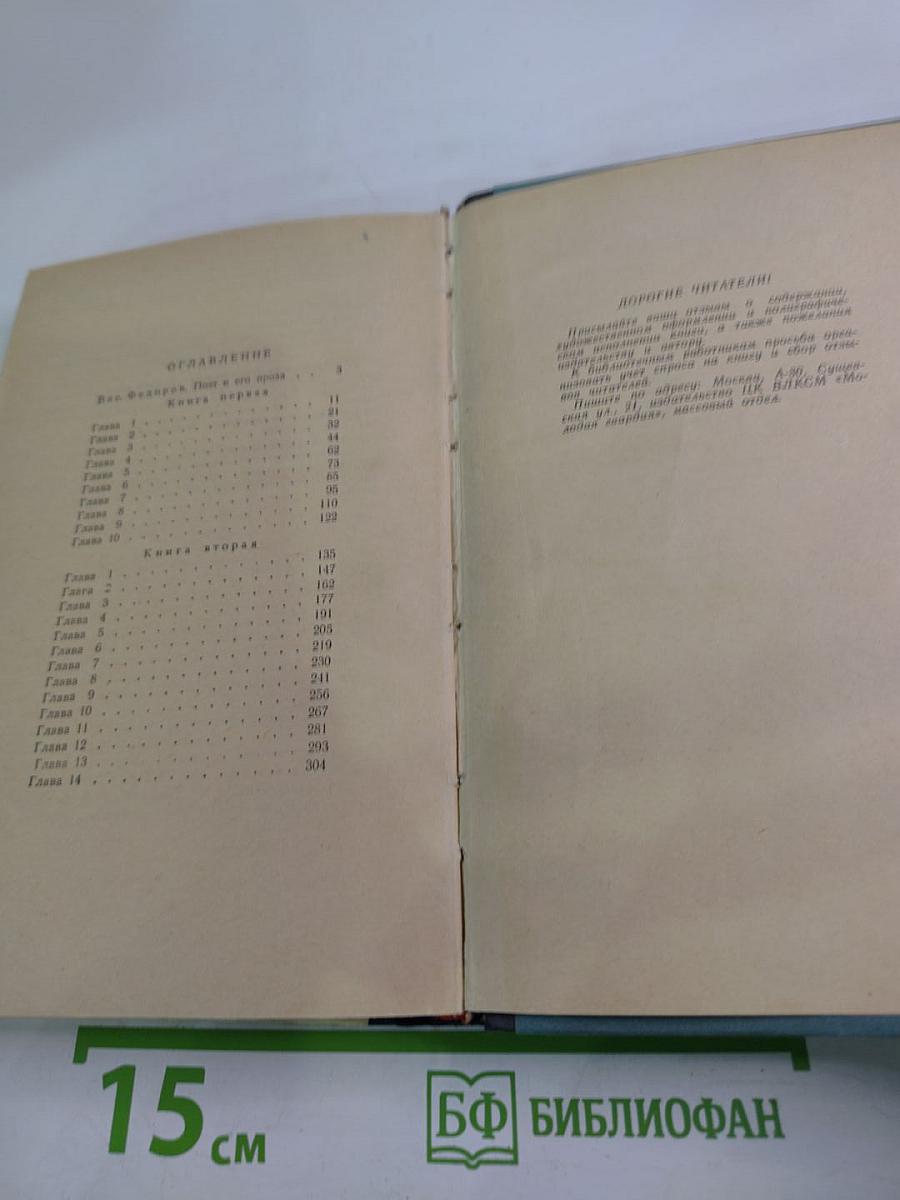 ОГЛАВЛЕНИЕ
Вас. Федоров. Поэт и его проза . . 3
Книга первая
Глава 1 . . . . . . . . . . . 11
Глава 2 . . . . . . . . . . . 21
Глава 3 . . . . . . . . . . . 32
Глава 4 . . . . . . . . . . . 44
Глава 5 . . . . . . . . . . . 62
Глава 6 . . . . . . . . . . . 73
Глава 7 . . . . . . . . . . . 85
Глава 8 . . . . . . . . . . . 95
Глава 9 . . . . . . . . . . . 110
Глава 10 . . . . . . . . . . . 122
Книга вторая
Глава 1 . . . . . . . . . . . 135
Глава 2 . . . . . . . . . . . 147
Глава 3 . . . . . . . . . . . 162
Глава 4 . . . . . . . . . . . 177
Глава 5 . . . . . . . . . . . 191
Глава 6 . . . . . . . . . . . 205
Глава 7 . . . . . . . . . . . 219
Глава 8 . . . . . . . . . . . 230
Глава 9 . . . . . . . . . . . 241
Глава 10 . . . . . . . . . . . 256
Глава 11 . . . . . . . . . . . 267
Глава 12 . . . . . . . . . . . 281
Глава 13 . . . . . . . . . . . 293
Глава 14 . . . . . . . . . . . 304
ДОРОГИЕ ЧИТАТЕЛИ!
Присылайте ваши отзывы о содержании,
художественном оформлении и полиграфиче-
ском исполнении книги, а также пожелания
издательству и автору.
К библиотечным работникам просьба орга-
низовать учет спроса на книгу и сбор отзы-
вов читателей.
Пишите по адресу: Москва, А-30, Сущев-
ская ул., 21, издательство ЦК ВЛКСМ «Мо-
лодая гвардия», массовый отдел.
15 см
БФ БИБЛИОФАН